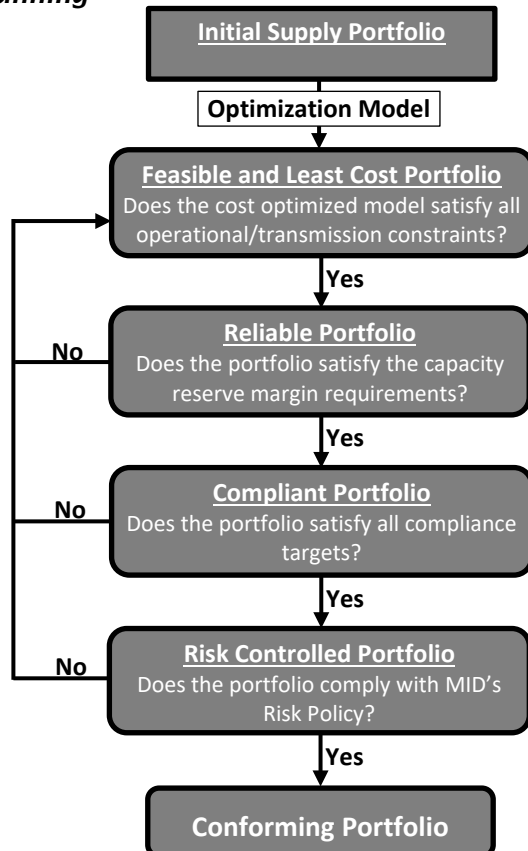 Initial Supply Portfolio
Optimization Model
Feasible and Least Cost Portfolio
Does the cost optimized model satisfy all
operational/transmission constraints?
Yes
Reliable Portfolio
No
Does the portfolio satisfy the capacity
reserve margin requirements?
Yes
Compliant Portfolio
No
Does the portfolio satisfy all compliance
targets?
Yes
Risk Controlled Portfolio
No
Does the portfolio comply with MID's
Risk Policy?
Yes
Conforming Portfolio